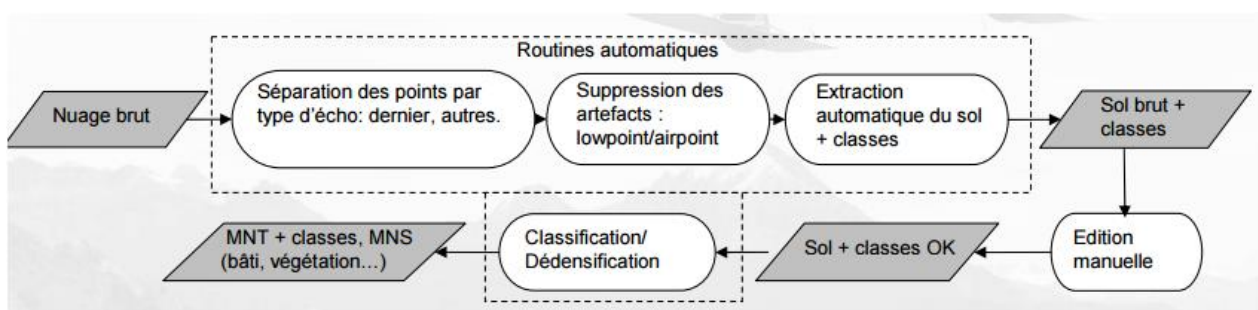 Routines automatiques
Nuage brut
Séparation des points par
type d'écho: dernier, autres.
Suppression des
artefacts :
lowpoint/airpoint
Extraction
automatique du sol
+ classes
Sol brut +
classes
Edition
manuelle
Sol + classes OK
Classification/
Dédensification
MNT + classes, MNS
(bâti, végétation…)